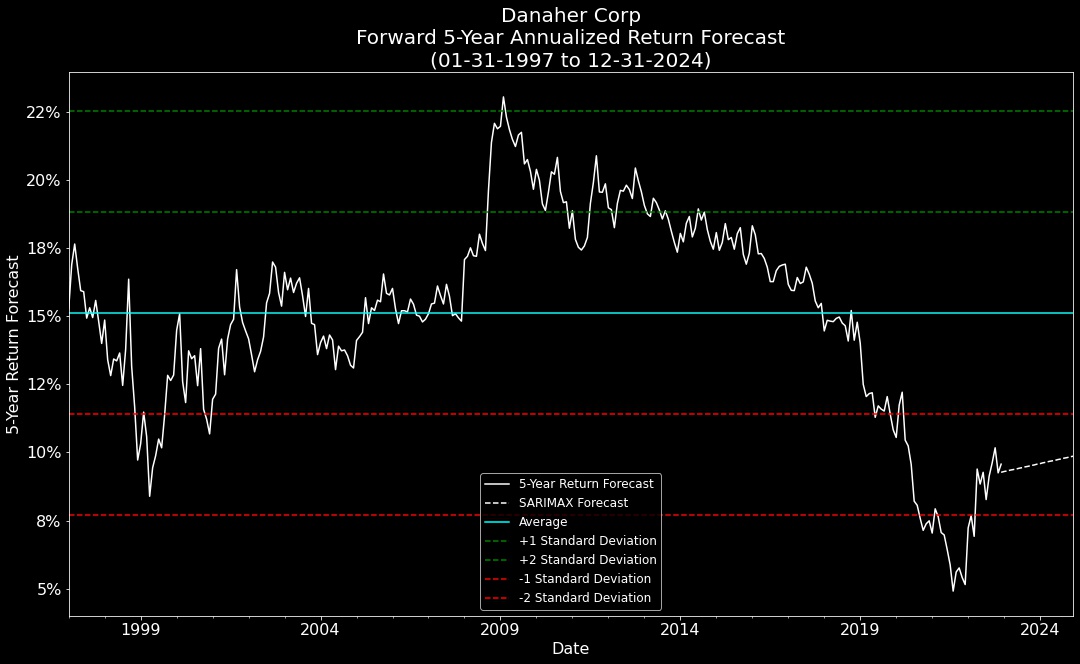 Danaher Corp
Forward 5-Year Annualized Return Forecast
(01-31-1997 to 12-31-2024)
22%
20%
18%
15%
12%
10%
8%
5%
5-Year Return Forecast
5-Year Return Forecast
SARIMAX Forecast
Average
+1 Standard Deviation
+2 Standard Deviation
-1 Standard Deviation
-2 Standard Deviation
1999
2004
2009
2014
2019
2024
Date